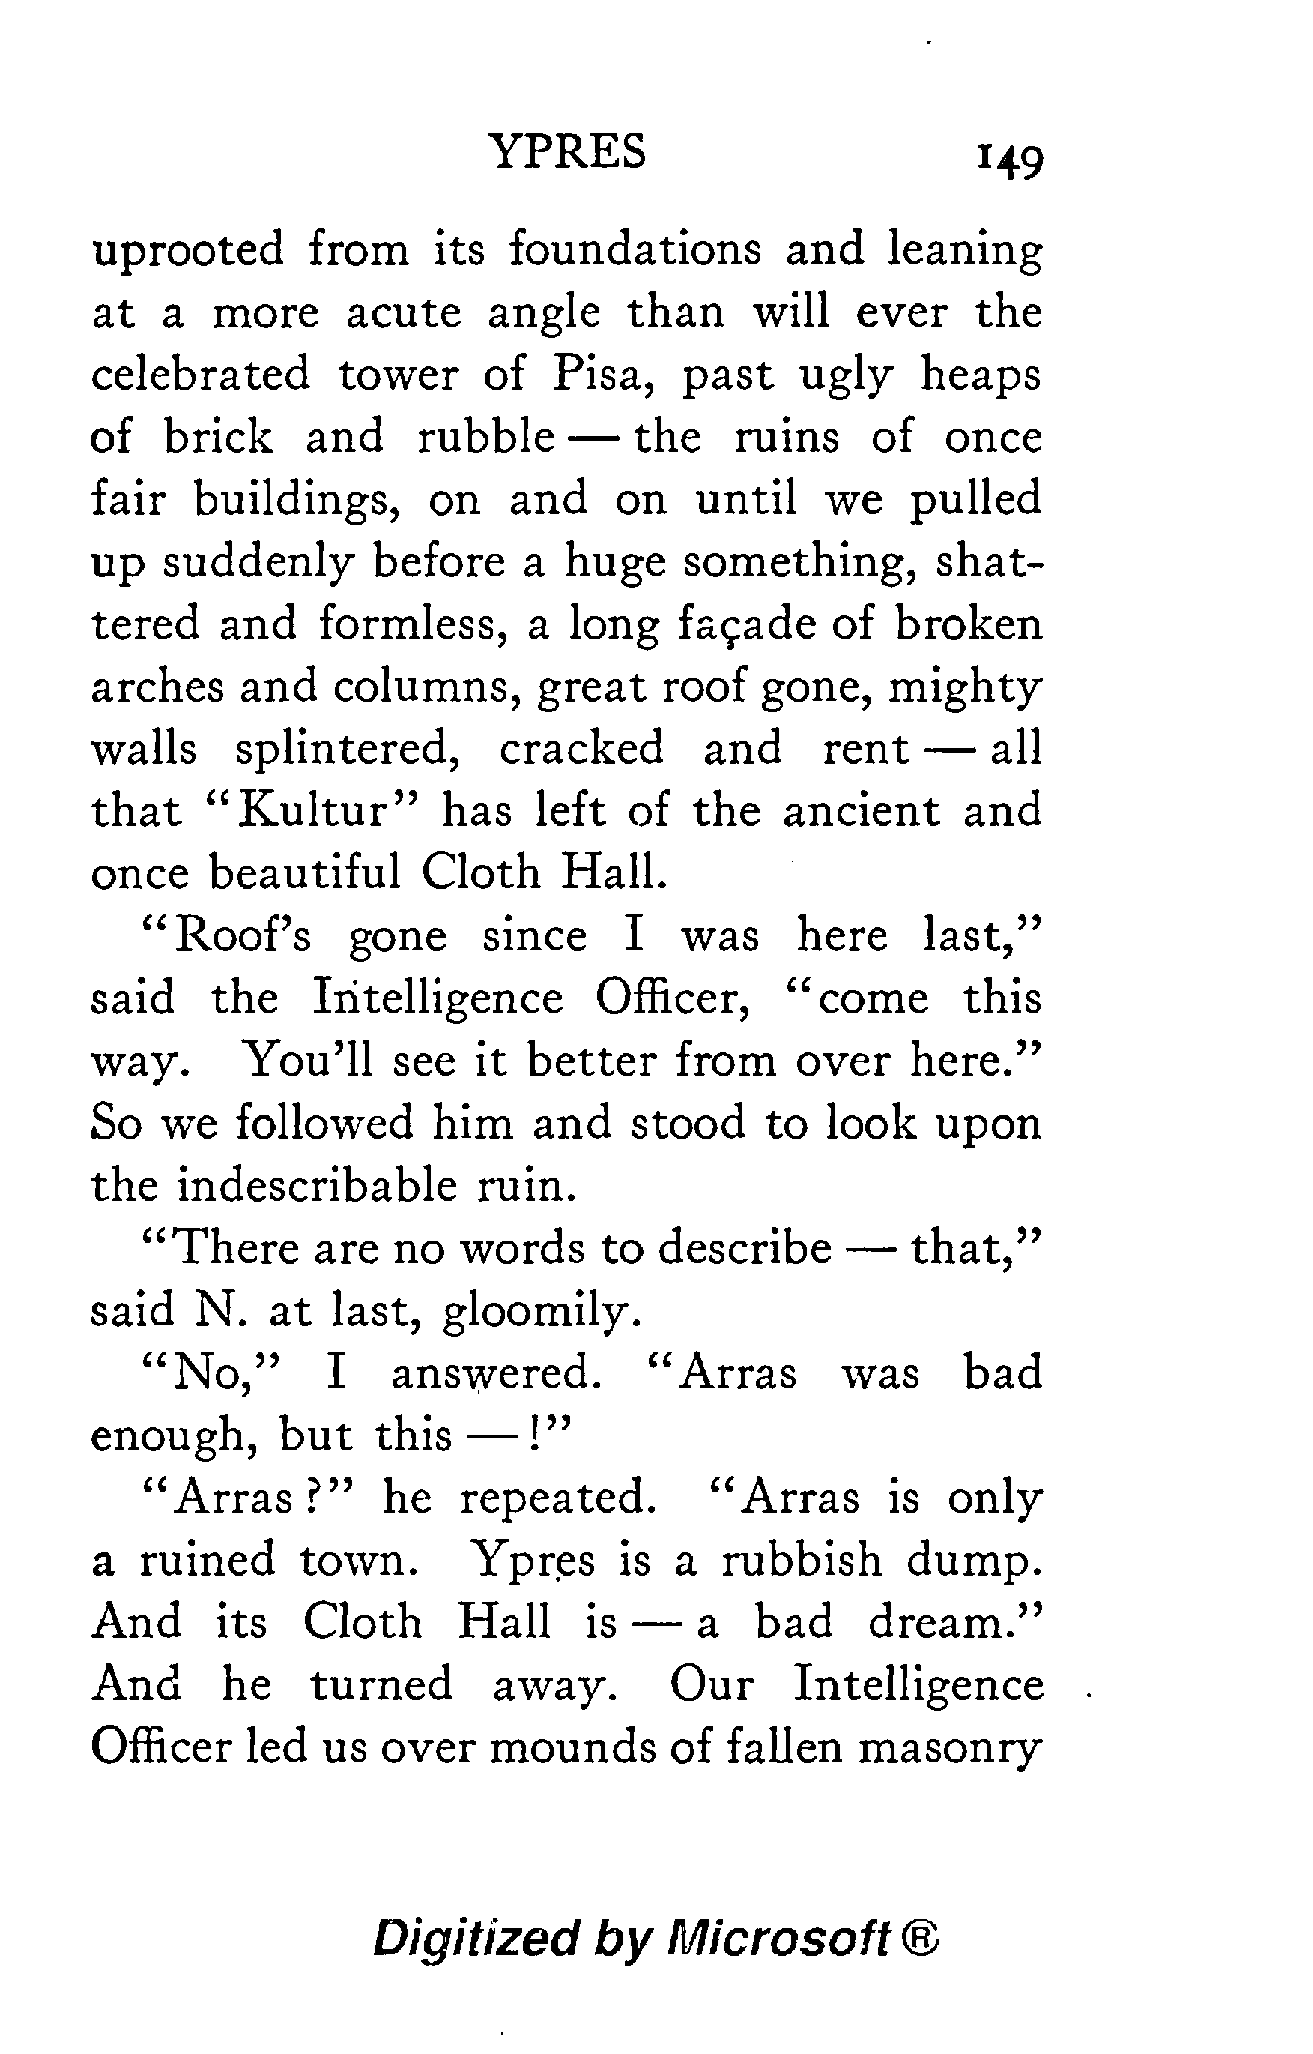 YPRES 149
uprooted from its foundations and leaning
at a more acute angle than will ever the
celebrated tower of Pisa, past ugly heaps
of brick and rubble — the ruins of once
fair buildings, on and on until we pulled
up suddenly before a huge something, shat-
tered and formless, a long façade of broken
arches and columns, great roof gone, mighty
walls splintered, cracked and rent — all
that "Kultur" has left of the ancient and
once beautiful Cloth Hall.
"Roof's gone since I was here last,"
said the Intelligence Officer, "come this
way. You'll see it better from over here."
So we followed him and stood to look upon
the indescribable ruin.
"There are no words to describe — that,"
said N. at last, gloomily.
"No," I answered. "Arras was bad
enough, but this — !"
"Arras ?" he repeated. "Arras is only
a ruined town. Ypres is a rubbish dump.
And its Cloth Hall is — a bad dream."
And he turned away. Our Intelligence
Officer led us over mounds of fallen masonry
Digitized by Microsoft ®